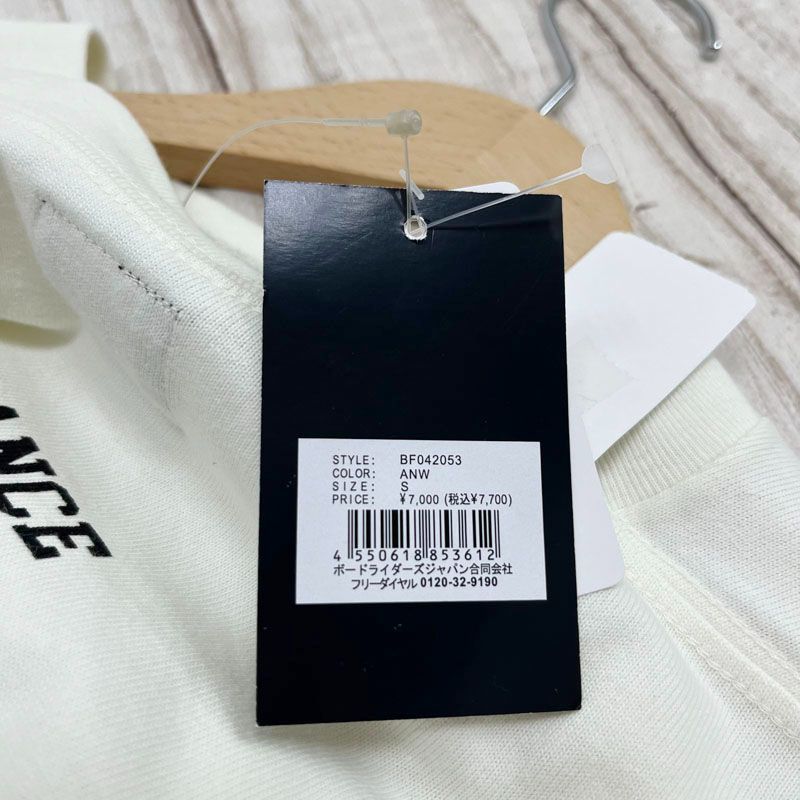 ANCE
STYLE: BF042053
COLOR: ANW
SIZE: S
PRICE: ¥7,000 (税込¥7,700)
4 550618 853612
ボードライダーズジャパン合同会社
フリーダイヤル 0120-32-9190